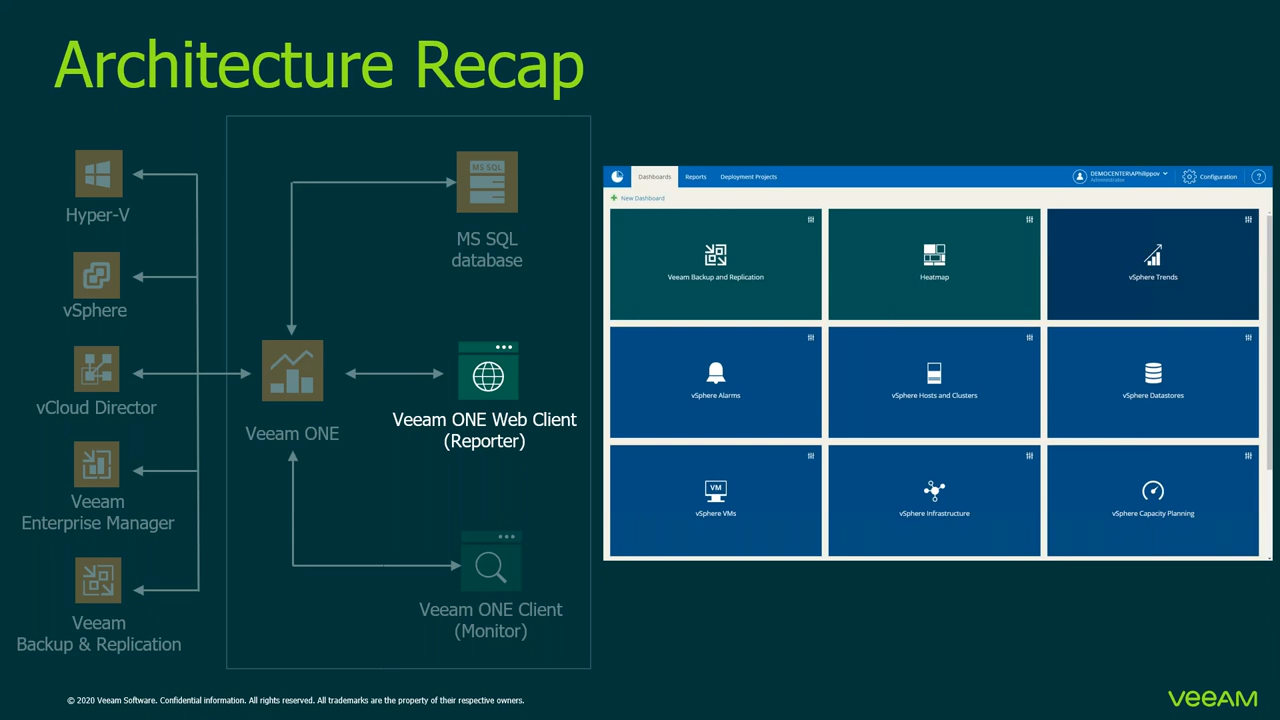 Architecture Recap
Hyper-V
vSphere
vCloud Director
Veeam
Enterprise Manager
Veeam
Backup & Replication
MS SQL
MS SQL
database
Veeam ONE
Veeam ONE Web Client
(Reporter)
Veeam ONE Client
(Monitor)
Dashboards
Reports
Deployment Projects
DEMOCENTER\APhilippov
Administrator
Configuration
?
New Dashboard
Veeam Backup and Replication
Heatmap
vSphere Trends
vSphere Alarms
vSphere Hosts and Clusters
vSphere Datastores
VM
vSphere VMs
vSphere Infrastructure
vSphere Capacity Planning
© 2020 Veeam Software. Confidential information. All rights reserved. All trademarks are the property of their respective owners.
VEEAM